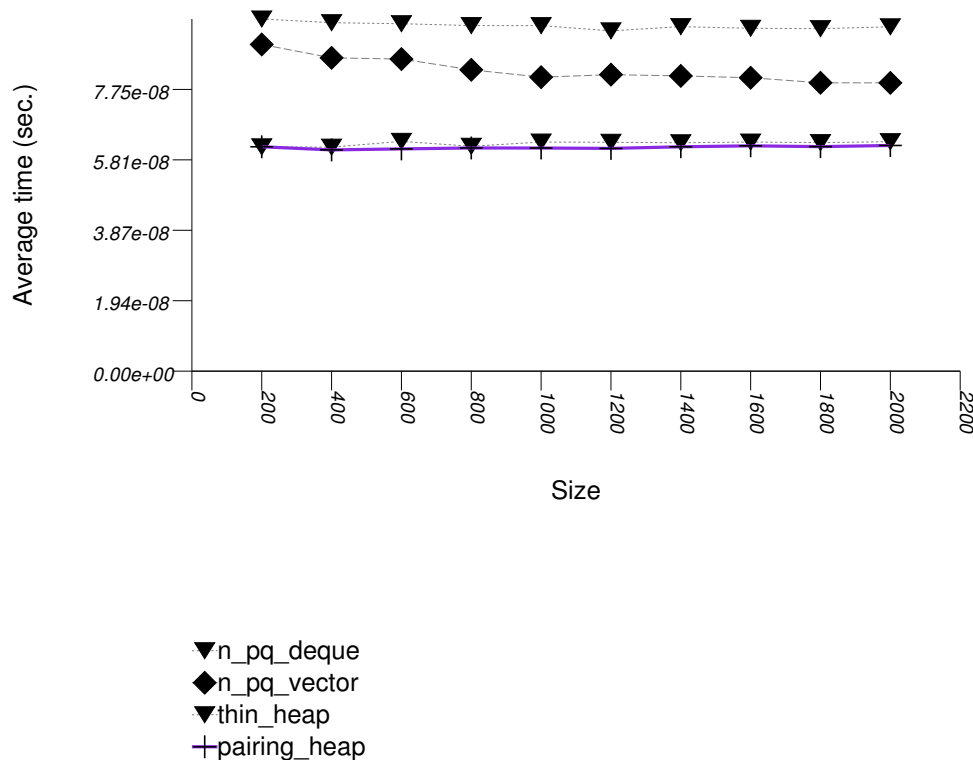 7.75e-08
5.81e-08
3.87e-08
1.94e-08
0.00e+00
Average time (sec.)
0
200
400
600
800
1000
1200
1400
1600
1800
2000
2200
Size
n_pq_deque
n_pq_vector
thin_heap
pairing_heap